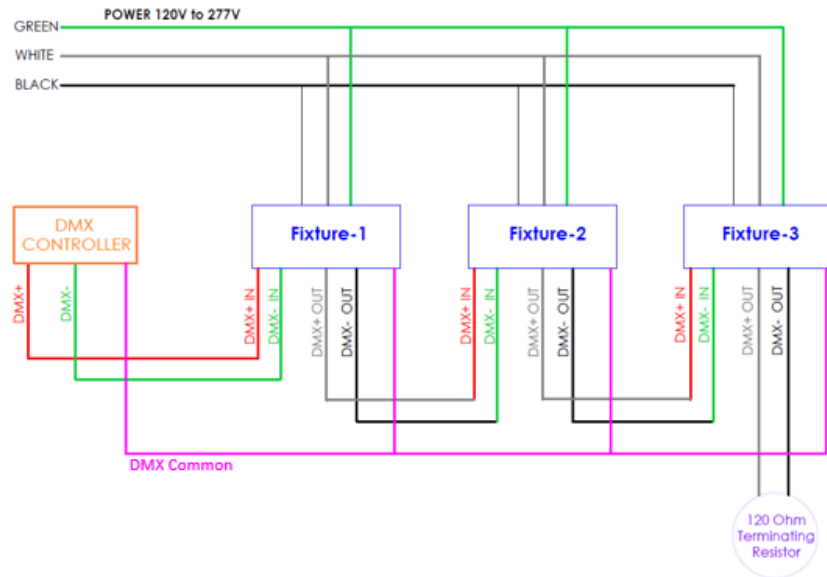 POWER 120V to 277V
GREEN
WHITE
BLACK
DMX
CONTROLLER
Fixture-1
Fixture-2
Fixture-3
DMX+
DMX-
DMX+ IN
DMX- IN
DMX+ OUT
DMX- OUT
DMX+ IN
DMX- IN
DMX+ OUT
DMX- OUT
DMX+ IN
DMX- IN
DMX+ OUT
DMX- OUT
DMX Common
120 Ohm
Terminating
Resistor